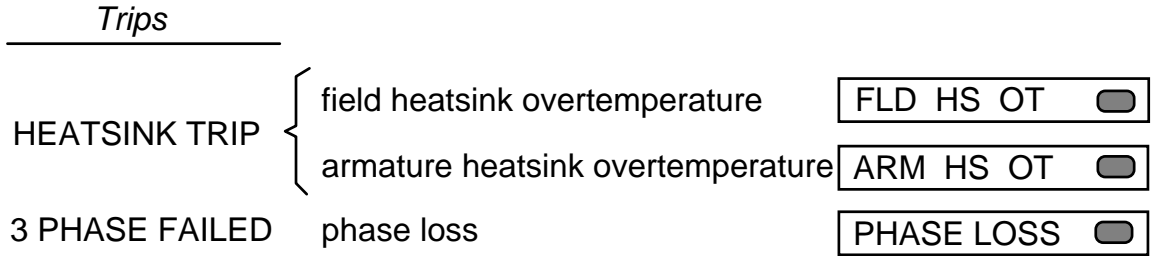 Trips
field heatsink overtemperature FLD HS OT
HEATSINK TRIP
armature heatsink overtemperature ARM HS OT
3 PHASE FAILED phase loss PHASE LOSS